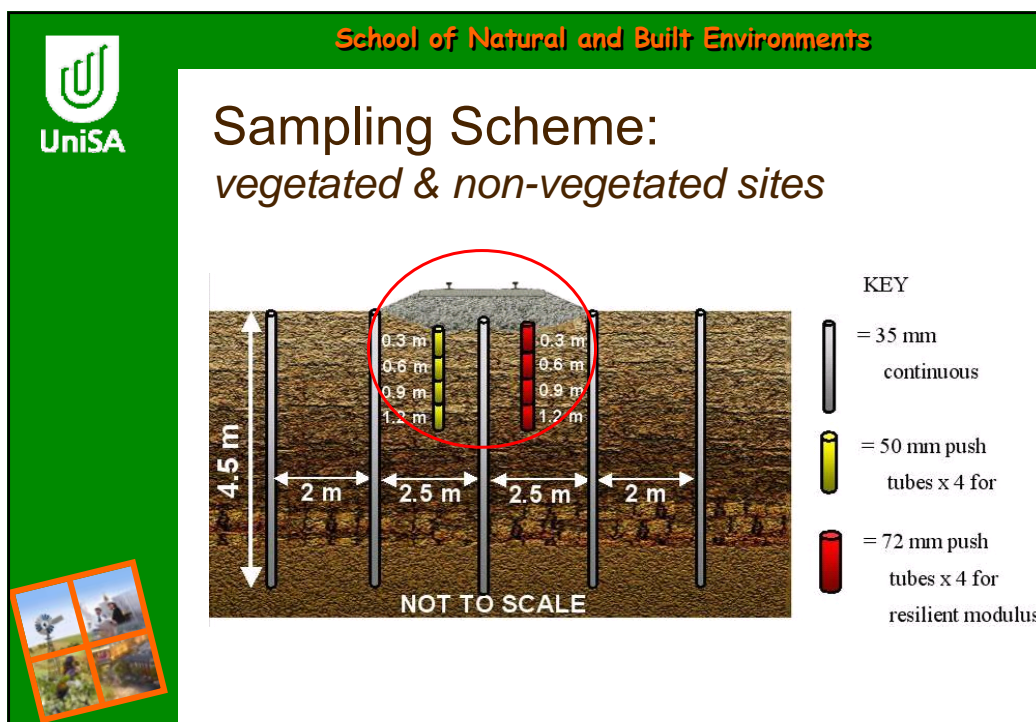 School of Natural and Built Environments
UniSA
Sampling Scheme:
vegetated & non-vegetated sites
KEY
= 35 mm
continuous
= 50 mm push
tubes x 4 for
= 72 mm push
tubes x 4 for
resilient modulus
0.3 m 0.3 m
0.6 m 0.6 m
0.9 m 0.9 m
1.2 m 1.2 m
4.5 m
2 m 2.5 m 2.5 m 2 m
NOT TO SCALE